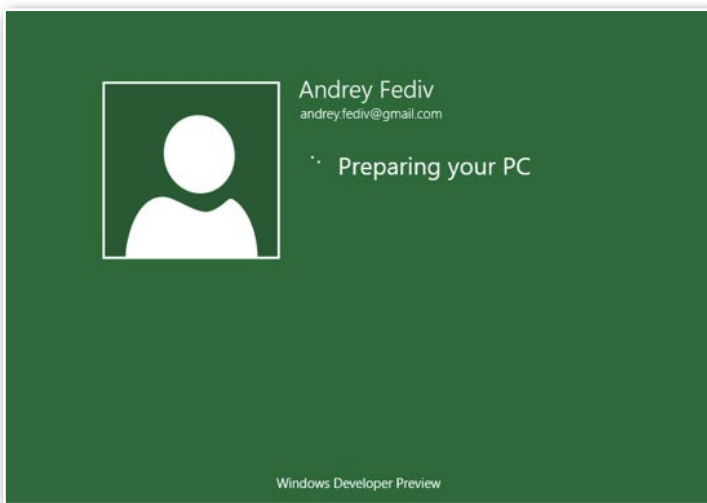 Andrey Fediv
andrey.fediv@gmail.com
Preparing your PC
Windows Developer Preview